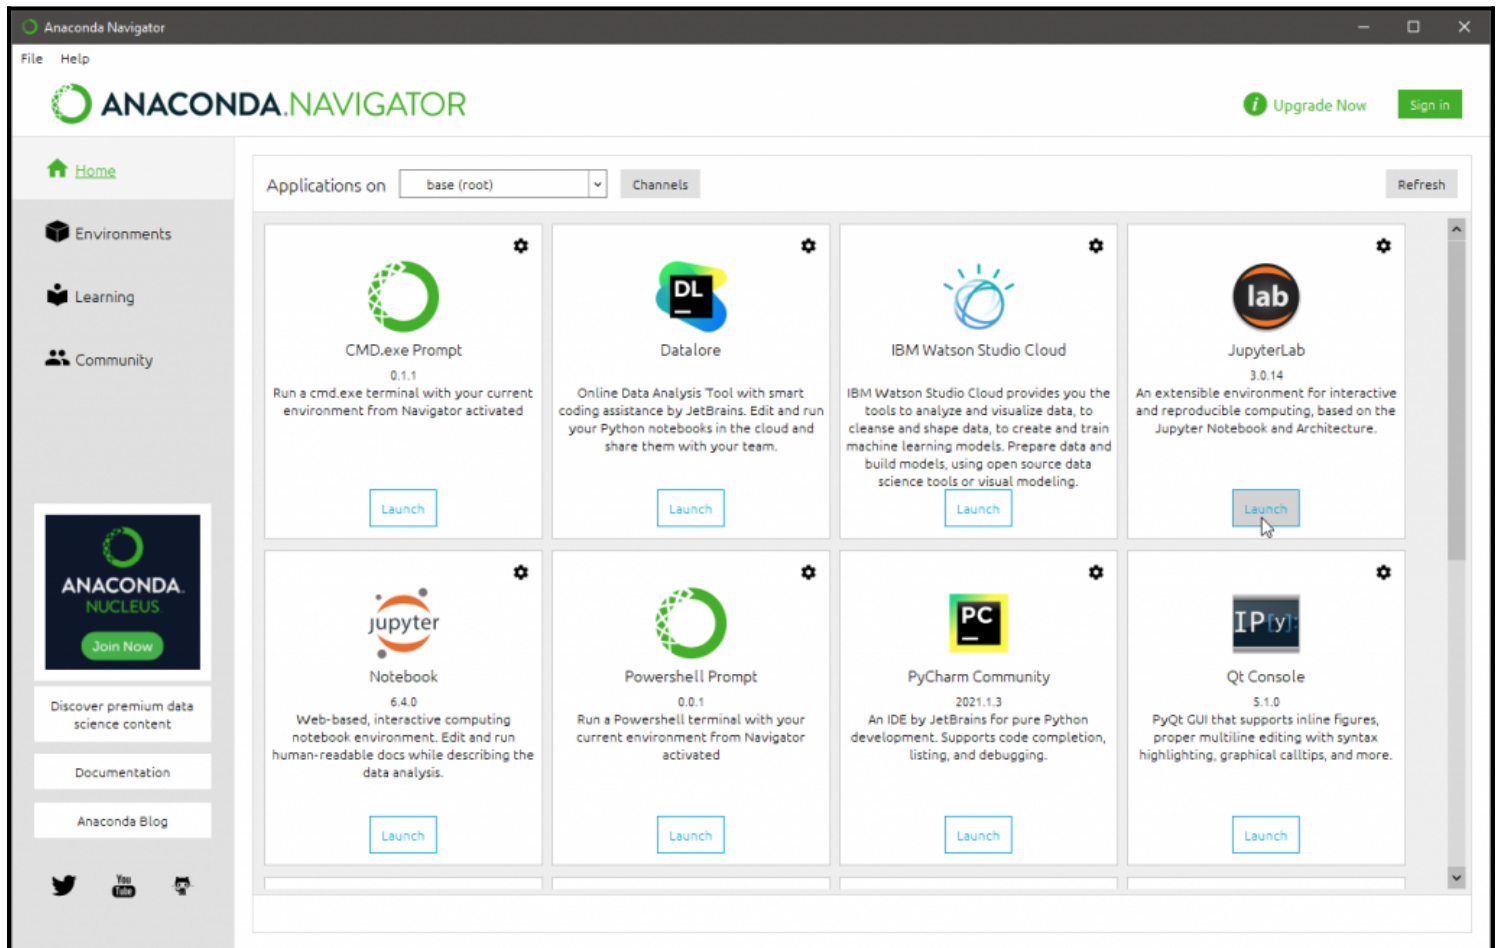 Anaconda Navigator
File Help
ANACONDA.NAVIGATOR
i Upgrade Now Sign in
Home
Environments
Learning
Community
Applications on base (root) Channels Refresh
CMD.exe Prompt
0.1.1
Run a cmd.exe terminal with your current
environment from Navigator activated
Launch
DL
Datalore
Online Data Analysis Tool with smart
coding assistance by JetBrains. Edit and run
your Python notebooks in the cloud and
share them with your team.
Launch
IBM Watson Studio Cloud
IBM Watson Studio Cloud provides you the
tools to analyze and visualize data, to
cleanse and shape data, to create and train
machine learning models. Prepare data and
build models, using open source data
science tools or visual modeling.
Launch
lab
JupyterLab
3.0.14
An extensible environment for interactive
and reproducible computing, based on the
Jupyter Notebook and Architecture.
Launch
jupyter
Notebook
6.4.0
Web-based, interactive computing
notebook environment. Edit and run
human-readable docs while describing the
data analysis.
Launch
Powershell Prompt
0.0.1
Run a Powershell terminal with your
current environment from Navigator
activated
Launch
PC
PyCharm Community
2021.1.3
An IDE by JetBrains for pure Python
development. Supports code completion,
listing, and debugging.
Launch
IP[y]:
Qt Console
5.1.0
PyQt GUI that supports inline figures,
proper multiline editing with syntax
highlighting, graphical calltips, and more.
Launch
ANACONDA.
NUCLEUS
Join Now
Discover premium data
science content
Documentation
Anaconda Blog
You
Tube